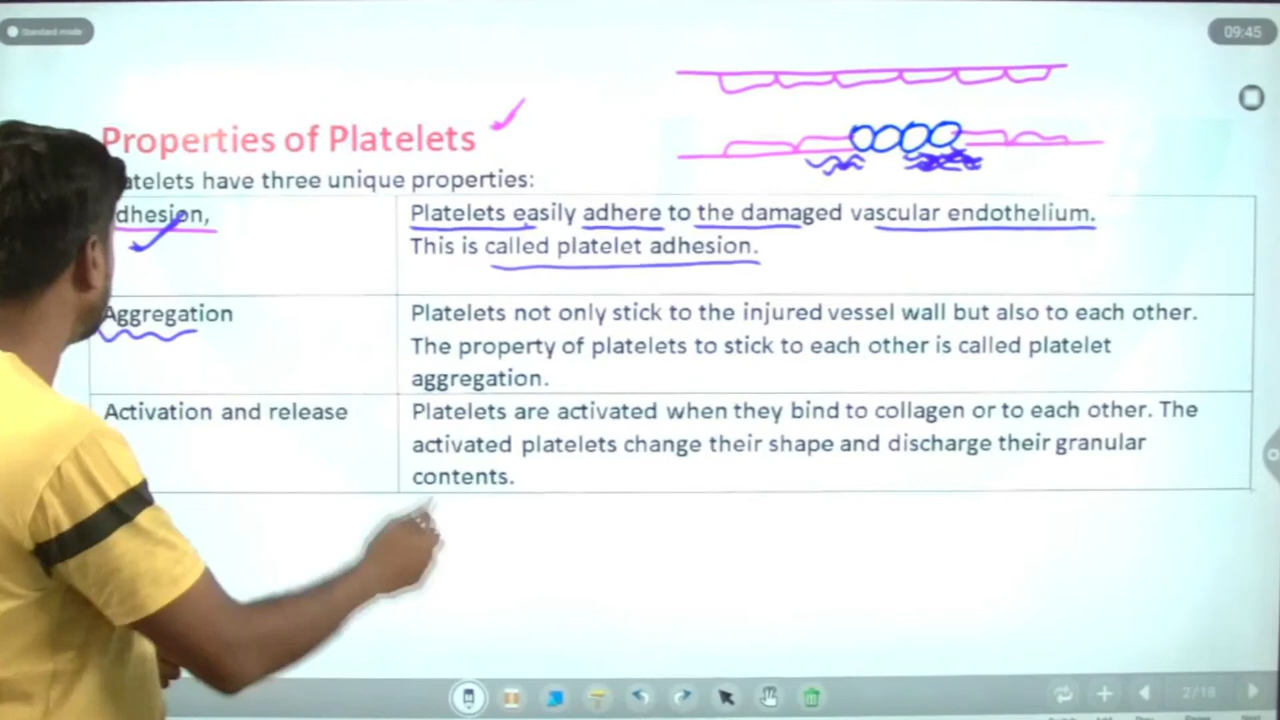 Standard mode
09:45
Properties of Platelets
atelets have three unique properties:
dhesion,
Platelets easily adhere to the damaged vascular endothelium.
This is called platelet adhesion.
Aggregation
Platelets not only stick to the injured vessel wall but also to each other.
The property of platelets to stick to each other is called platelet
aggregation.
Activation and release
Platelets are activated when they bind to collagen or to each other. The
activated platelets change their shape and discharge their granular
contents.
2/18